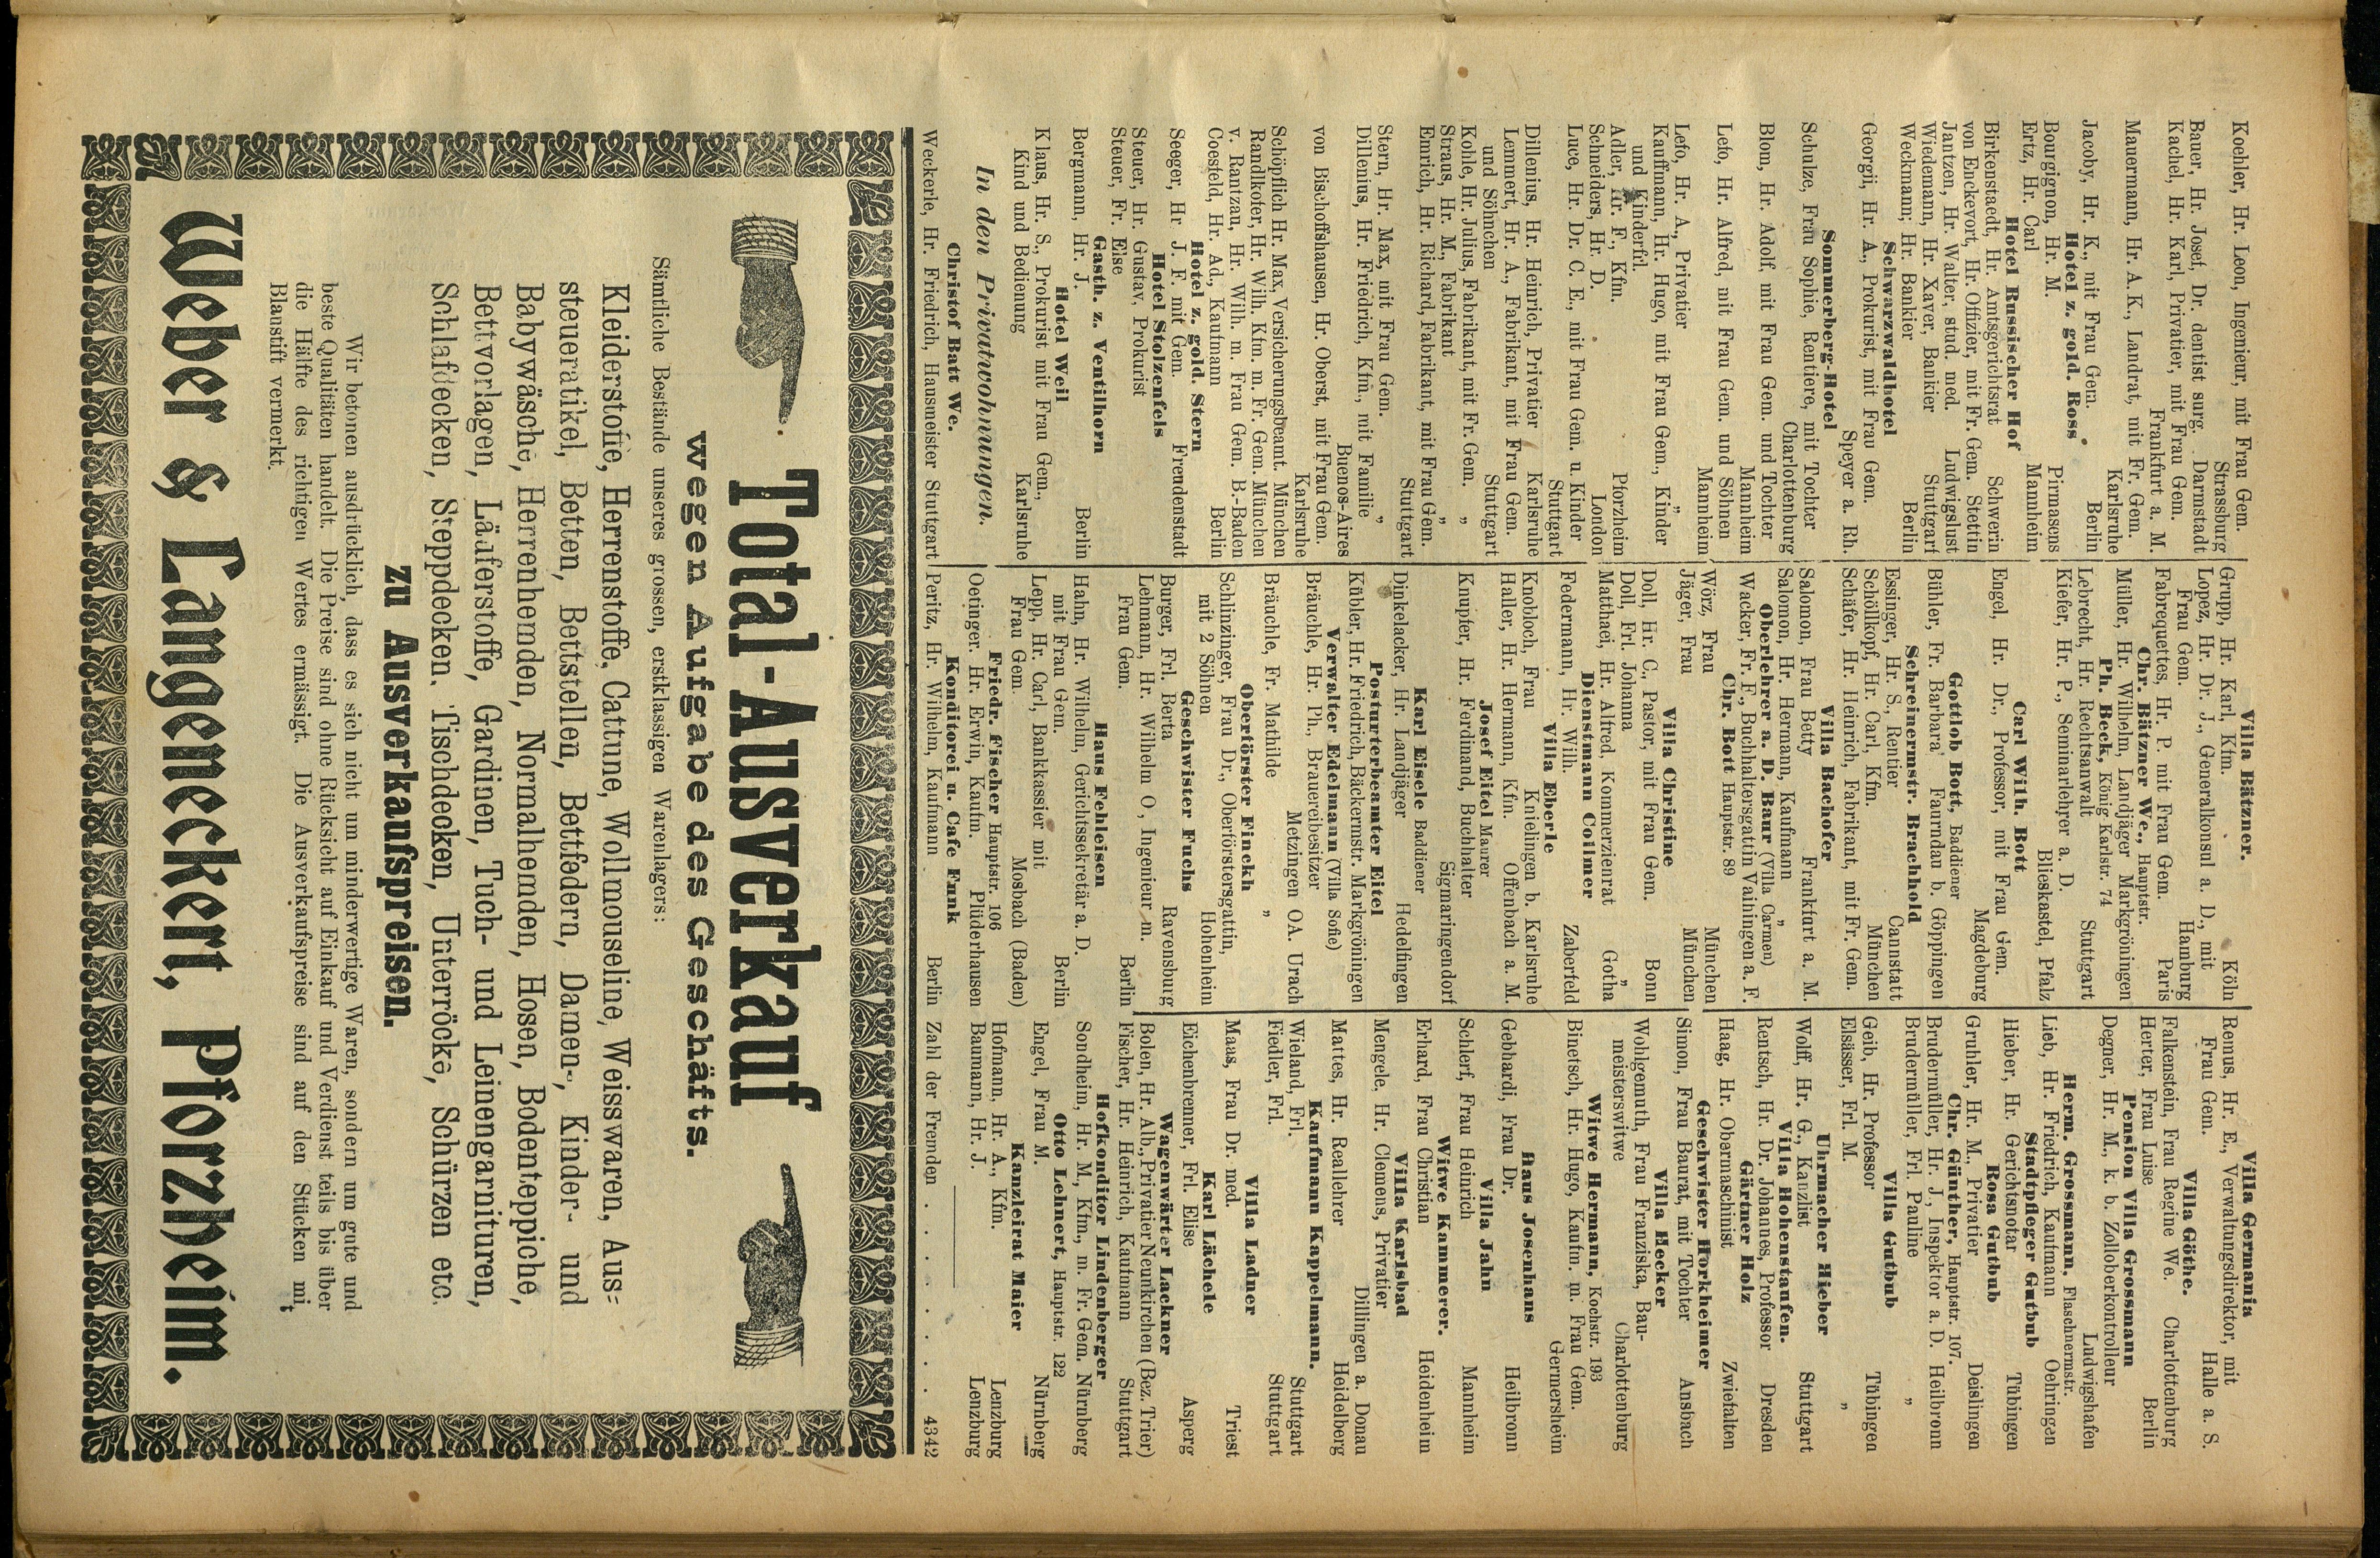 Koehler, Hr. Leon, Ingenieur, mit Frau Gem.
Strassburg
Bauer, Hr. Josef, Dr. dentist surg. Darmstadt
Kachel, Hr. Karl, Privatier, mit Frau Gem.
Frankfurt a. M.
Mauermann, Hr. A. K., Landrat, mit Fr. Gem.
Karlsruhe
Jacoby, Hr. K., mit Frau Gem. Berlin
Hotel z. gold. Ross
Bourgignon, Hr. M. Pirmasens
Ertz, Hr. Carl Mannheim
Hotel Russischer Hof
Birkenstaedt, Hr. Amtsgerichtsrat Schwerin
von Enckevort, Hr. Offizier, mit Fr. Gem. Stettin
Jantzen, Hr. Walter, stud. med. Ludwigslust
Wiedemann, Hr. Xaver, Bankier Stuttgart
Weckmann, Hr. Bankier Berlin
Schwarzwaldhotel
Georgii, Hr. A., Prokurist, mit Frau Gem.
Speyer a. Rh.
Sommerberg-Hotel
Schulze, Frau Sophie, Rentiere, mit Tochter
Charlottenburg
Blom, Hr. Adolf, mit Frau Gem. und Tochter
Mannheim
Lefo, Hr. Alfred, mit Frau Gem. und Söhnen
Mannheim
Lefo, Hr. A., Privatier "
Kauffmann, Hr. Hugo, mit Frau Gem., Kinder
und Kinderfrl.
Adler, Hr. F., Kfm. Pforzheim
Schneiders, Hr. D. London
Luce, Hr. Dr. C. E., mit Frau Gem. u. Kinder
Stuttgart
Dillenius, Hr. Heinrich, Privatier Karlsruhe
Lemmert, Hr. A., Fabrikant, mit Frau Gem.
und Söhnchen Stuttgart
Kohle, Hr. Julius, Fabrikant, mit Fr. Gem. "
Straus, Hr. M., Fabrikant "
Emrich, Hr. Richard, Fabrikant, mit Frau Gem.
Stuttgart
Stern, Hr. Max, mit Frau Gem. "
Dillenius, Hr. Friedrich, Kfm., mit Familie
Buenos-Aires
von Bischoffshausen, Hr. Oberst, mit Frau Gem.
Karlsruhe
Schöpflich Hr. Max, Versicherungsbeamt. München
Randkofer, Hr. Wilh. Kfm. m. Fr. Gem. München
v. Rantzau, Hr. Wilh. m. Frau Gem. B.-Baden
Coesfeld, Hr. Ad., Kaufmann Berlin
Hotel z. gold. Stern
Seeger, Hr J. F. mit Gem. Freudenstadt
Hotel Stolzenfels
Steuer, Hr. Gustav, Prokurist
Steuer, Fr. Else
Gasth. z. Ventilhorn
Bergmann, Hr. J. Berlin
Hotel Weil
Klaus, Hr. S., Prokurist mit Frau Gem.,
Kind und Bedienung Karlsruhe
In den Privatwohnungen.
Christof Batt We.
Weckerle, Hr. Friedrich, Hausmeister Stuttgart
Villa Bätzner.
Grupp, Hr. Karl, Kfm. Köln
Lopez, Hr. Dr. J., Generalkonsul a. D., mit
Frau Gem. Hamburg
Fabrequettes, Hr. P. mit Frau Gem. Paris
Chr. Bätzner We., Hauptstr.
Müller, Hr. Wilhelm, Landjäger Markgröningen
Ph. Beck, König Karlstr. 74
Lebrecht, Hr. Rechtsanwalt Stuttgart
Kiefer, Hr. P., Seminarlehrer a. D.
Blieskastel, Pfalz
Carl Wilh. Bott
Engel, Hr. Dr., Professor, mit Frau Gem.
Magdeburg
Gottlob Bott, Baddiener
Bühler, Fr. Barbara Faurndau b. Göppingen
Schreinermstr. Brachhold
Essinger, Hr. S., Rentier Cannstatt
Schöllkopf, Hr. Carl, Kfm. München
Schäfer, Hr. Heinrich, Fabrikant, mit Fr. Gem.
Villa Bachofer
Salomon, Frau Betty Frankfurt a. M.
Salomon, Hr. Hermann, Kaufmann "
Oberlehrer a. D. Baur (Villa Carmen)
Wacker, Fr. F., Buchhaltersgattin Vaihingen a. F.
Chr. Bott Hauptstr. 89
Wörz, Frau München
Jäger, Frau München
Villa Christine
Doll, Hr. C., Pastor, mit Frau Gem. Bonn
Doll, Frl. Johanna "
Matthaei, Hr. Alfred, Kommerzienrat Gotha
Dienstmann Collmer
Federmann, Hr. Wilh. Zaberfeld
Villa Eberle
Knobloch, Frau Knielingen b. Karlsruhe
Haller, Hr. Hermann, Kfm. Offenbach a. M.
Josef Eitel Maurer
Knupfer, Hr. Ferdinand, Buchhalter
Sigmaringendorf
Karl Eisele Baddiener
Dinkelacker, Hr. Landjäger Hedelfingen
Postunterbeamter Eitel
Kübler, Hr. Friedrich, Bäckermstr. Markgröningen
Verwalter Edelmann (Villa Sofie)
Bräuchle, Hr. Ph., Brauereibesitzer
Metzingen OA. Urach
Bräuchle, Fr. Mathilde "
Oberförster Finckh
Schlinzinger, Frau Dr., Oberförstersgattin,
mit 2 Söhnen Hohenheim
Geschwister Fuchs
Burger, Frl. Berta Ravensburg
Lehrmann, Hr. Wilhelm O, Ingenieur m.
Frau Gem. Berlin
Haus Fehleisen
Hahn, Hr. Wilhelm, Gerichtssekretär a. D.
mit Frau Gem. Berlin
Lepp, Hr. Carl, Bankkassier mit
Frau Gem. Mosbach (Baden)
Friedr. Fischer Hauptstr. 106
Oetinger, Hr. Erwin, Kaufm. Plüderhausen
Konditorei u. Cafe Funk
Peritz, Hr. Wilhelm, Kaufmann Berlin
Villa Germania
Remus, Hr. E., Verwaltungsdirektor, mit
Frau Gem. Halle a. S.
Villa Göthe.
Falkenstein, Frau Regine We. Charlottenburg
Herter, Frau Luise Berlin
Pension Villa Grossmann
Degner, Hr. M., k. b. Zolloberkontrolleur
Ludwigshafen
Herm. Grossmann, Flaschnermstr.
Lieb, Hr. Friedrich, Kaufmann Oehringen
Stadtpfleger Gutbub
Hieber, Hr. Gerichtsnotar Tübingen
Rosa Gutbub
Gruhler, Hr. M., Privatier Deislingen
Chr. Günther, Hauptstr. 107.
Brudermüller, Hr. J., Inspektor a. D. Heilbronn
Brudermüller, Frl. Pauline "
Villa Gutbub
Geib, Hr. Professor Tübingen
Elsässer, Frl. M. "
Uhrmacher Hieber
Wolff, Hr. G., Kanzlist Stuttgart
Villa Hohenstaufen.
Rentsch, Hr. Dr. Johannes, Professor Dresden
Gärtner Holz
Haag, Hr. Obermaschinist Zwiefalten
Geschwister Horkheimer
Simon, Frau Baurat, mit Tochter Ansbach
Villa Hecker
Wohlgemuth, Frau Franziska, Bau-
meisterswitwe Charlottenburg
Witwe Hermann, Kochstr. 193
Binetsch, Hr. Hugo, Kaufm. m. Frau Gem.
Germersheim
Haus Josenhans
Gebhardi, Frau Dr. Heilbronn
Villa Jahn
Schlerf, Frau Heinrich Mannheim
Witwe Kammerer.
Erhard, Frau Christian Heidenheim
Villa Karlsbad
Mengele, Hr. Clemens, Privatier
Dillingen a. Donau
Mattes, Hr. Reallehrer Heidelberg
Kaufmann Kappelmann.
Wieland, Frl. Stuttgart
Fiedler, Frl. Stuttgart
Villa Ladner
Maas, Frau Dr. med. Triest
Karl Lächele
Eichenbrenner, Frl. Elise Asperg
Wagenwärter Lackner
Bolen, Hr. Alb., Privatier Neunkirchen (Bez. Trier)
Fischer, Hr. Heinrich, Kaufmann Stuttgart
Hofkonditor Lindenberger
Sondheim, Hr. M., Kfm., m. Fr. Gem. Nürnberg
Otto Lehnert, Hauptstr. 122
Engel, Frau M. Nürnberg
Kanzleirat Maier
Hofmann, Hr. A., Kfm. Lenzburg
Baumann, Hr. J. Lenzburg
Zahl der Fremden . . . . . . . 4342
Total-Ausverkauf
wegen Aufgabe des Geschäfts.
Sämtliche Bestände unseres grossen, erstklassigen Warenlagers:
Kleiderstoffe, Herrenstoffe, Cattune, Wollmouseline, Weisswaren, Aus-
steueratikel, Betten, Bettstellen, Bettfedern, Damen-, Kinder- und
Babywäsche, Herrenhemden, Normalhemden, Hosen, Bodenteppiche,
Bettvorlagen, Läuferstoffe, Gardinen, Tuch- und Leinengarnituren,
Schlafdecken, Steppdecken, Tischdecken, Unterröcke, Schürzen etc.
zu Ausverkaufspreisen.
Wir betonen ausdrücklich, dass es sich nicht um minderwertige Waren, sondern um gute und
beste Qualitäten handelt. Die Preise sind ohne Rücksicht auf Einkauf und Verdienst teils bis über
die Hälfte des richtigen Wertes ermässigt. Die Ausverkaufspreise sind auf den Stücken mit
Blaustift vermerkt.
Weber & Langeneckert, Pforzheim.